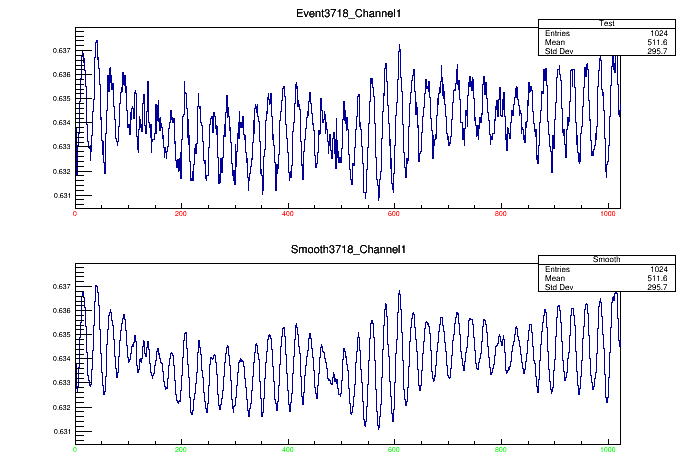 Event3718_Channel1
Test
Entries 1024
Mean 511.6
Std Dev 295.7
0.637
0.636
0.635
0.634
0.633
0.632
0.631
0 200 400 600 800 1000
Smooth3718_Channel1
Smooth
Entries 1024
Mean 511.6
Std Dev 295.7
0.637
0.636
0.635
0.634
0.633
0.632
0.631
0 200 400 600 800 1000